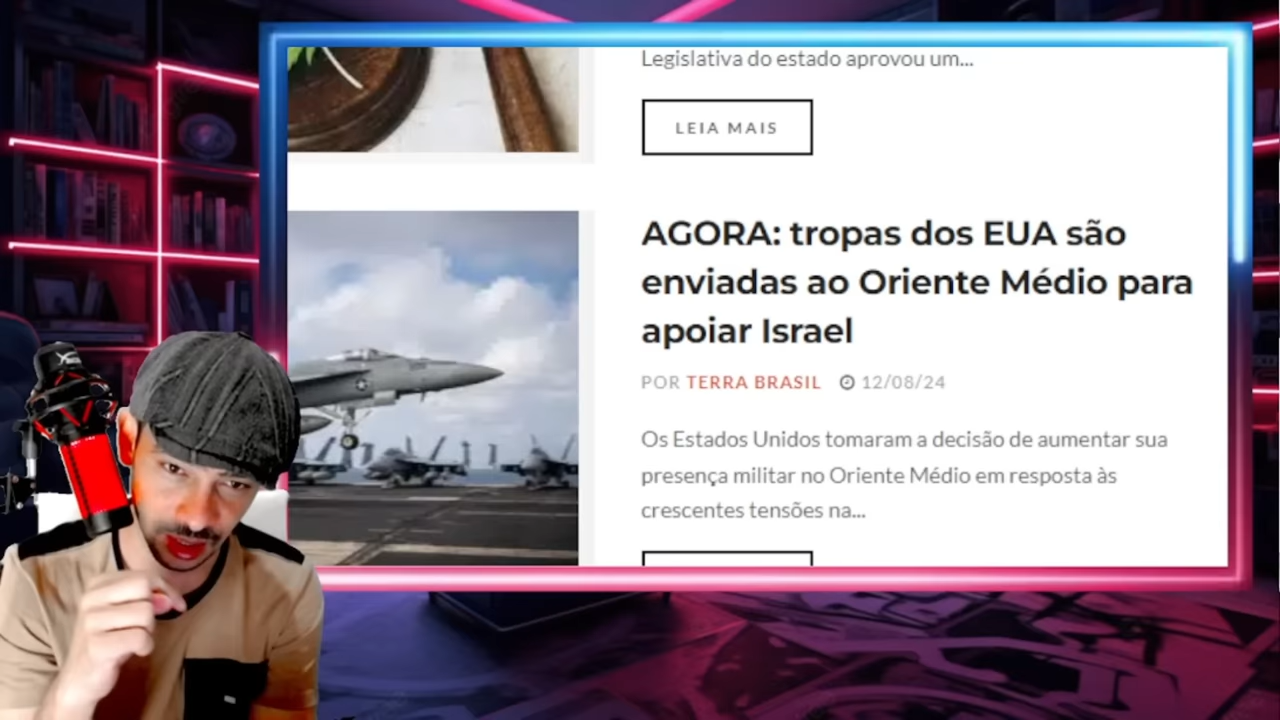 Legislativa do estado aprovou um...
LEIA MAIS
AGORA: tropas dos EUA são
enviadas ao Oriente Médio para
apoiar Israel
POR TERRA BRASIL 12/08/24
Os Estados Unidos tomaram a decisão de aumentar sua
presença militar no Oriente Médio em resposta às
crescentes tensões na...